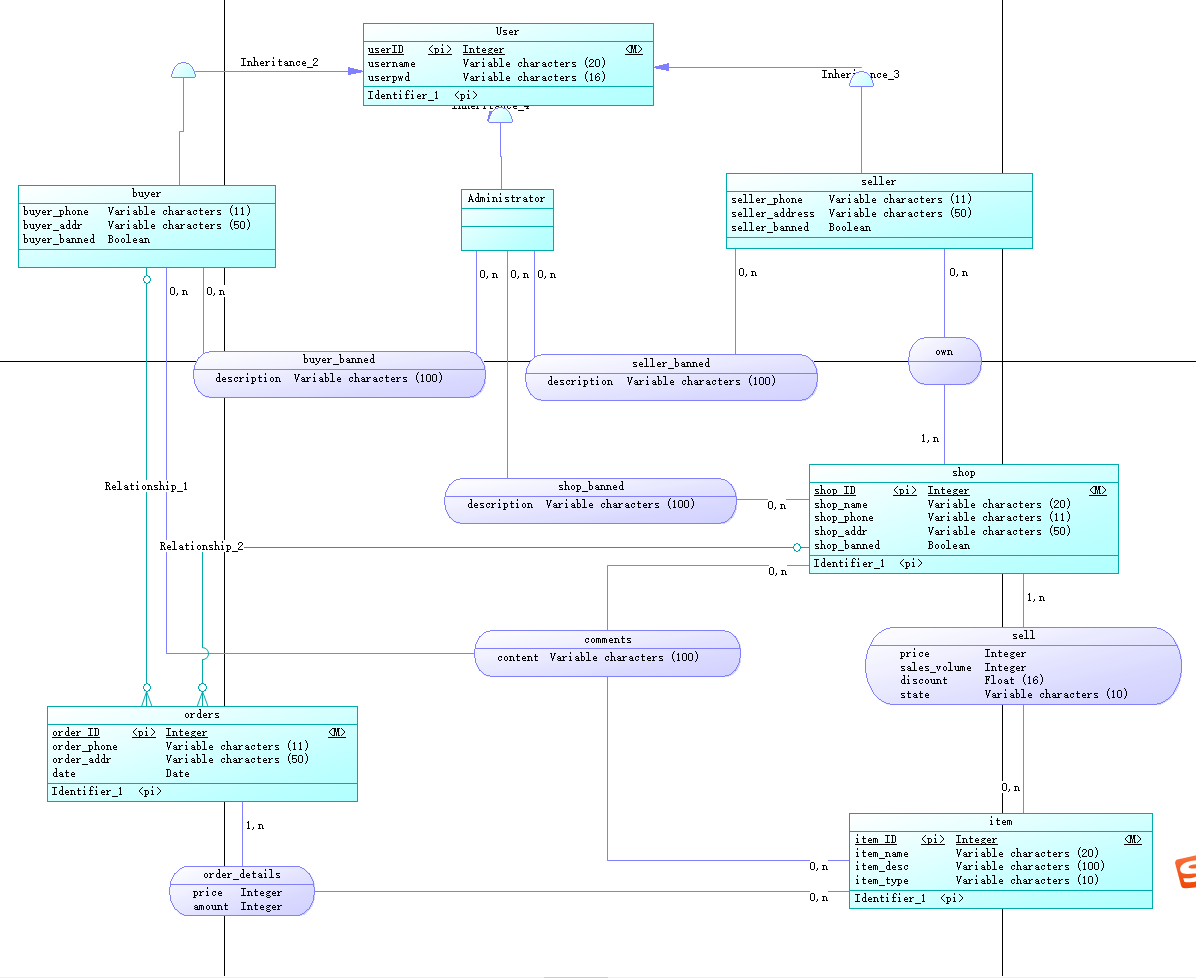 User
userID <pi> Integer <M>
username Variable characters (20)
userpwd Variable characters (16)
Identifier_1 <pi>
Inheritance_2
Inheritance_3
Inheritance_4
buyer
buyer_phone Variable characters (11)
buyer_addr Variable characters (50)
buyer_banned Boolean
Administrator
seller
seller_phone Variable characters (11)
seller_address Variable characters (50)
seller_banned Boolean
0,n
0,n
0,n
0,n
0,n
0,n
0,n
buyer_banned
description Variable characters (100)
seller_banned
description Variable characters (100)
own
1,n
Relationship_1
shop_banned
description Variable characters (100)
0,n
shop
shop_ID <pi> Integer <M>
shop_name Variable characters (20)
shop_phone Variable characters (11)
shop_addr Variable characters (50)
shop_banned Boolean
Identifier_1 <pi>
Relationship_2
0,n
1,n
comments
content Variable characters (100)
sell
price Integer
sales_volume Integer
discount Float (16)
state Variable characters (10)
orders
order_ID <pi> Integer <M>
order_phone Variable characters (11)
order_addr Variable characters (50)
date Date
Identifier_1 <pi>
0,n
1,n
item
item_ID <pi> Integer <M>
item_name Variable characters (20)
item_desc Variable characters (100)
item_type Variable characters (10)
Identifier_1 <pi>
0,n
order_details
price Integer
amount Integer
0,n